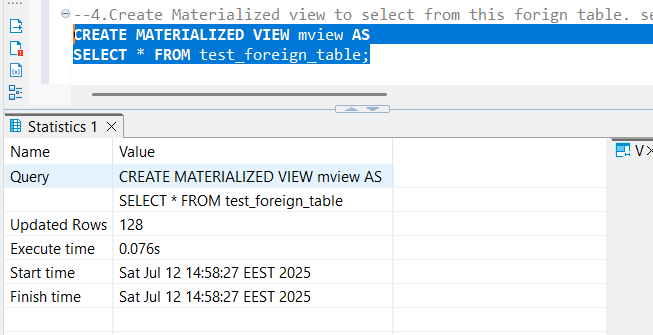 --4.Create Materialized view to select from this forign table. se
CREATE MATERIALIZED VIEW mview AS
SELECT * FROM test_foreign_table;
Statistics 1
Name Value
Query CREATE MATERIALIZED VIEW mview AS
SELECT * FROM test_foreign_table
Updated Rows 128
Execute time 0.076s
Start time Sat Jul 12 14:58:27 EEST 2025
Finish time Sat Jul 12 14:58:27 EEST 2025
V